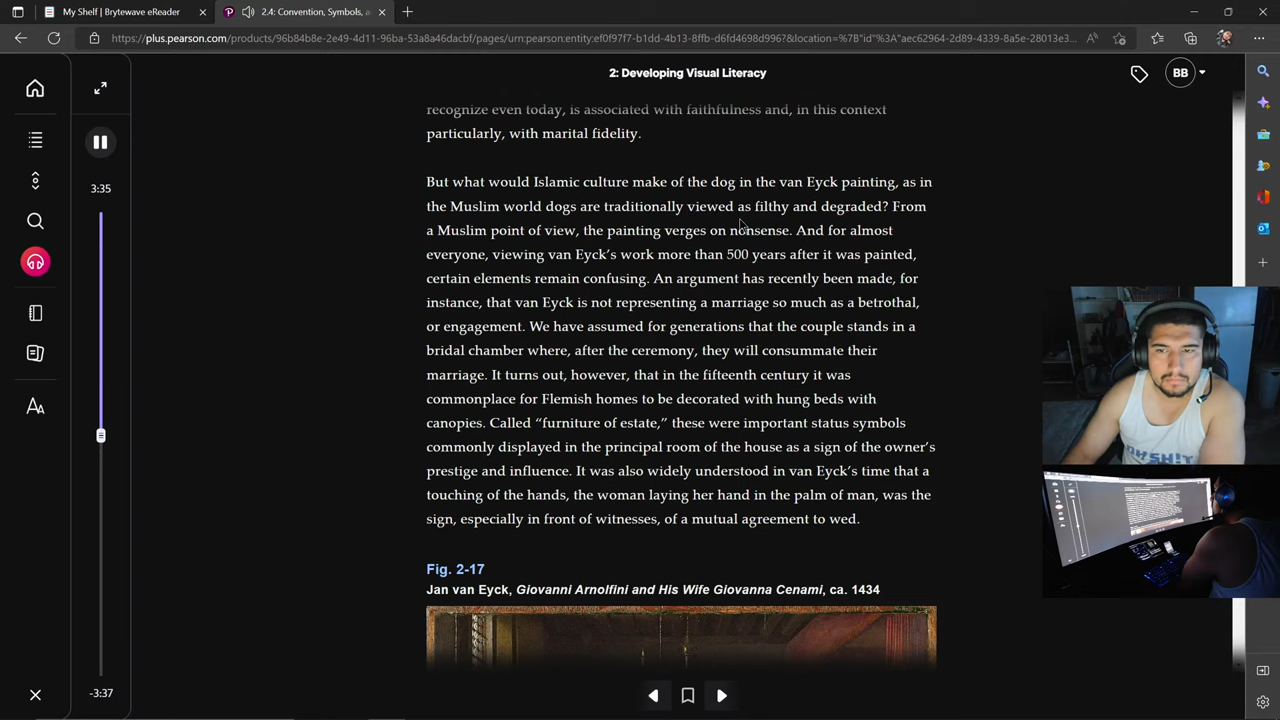 My Shelf | Brytewave eReader
2.4: Convention, Symbols, a
https://plus.pearson.com/products/96b84b8e-2e49-4d11-96ba-53a8a46dacbf/pages/urn:pearson:entity:ef0f97f7-b1dd-4b13-8ffb-d6fd4698d996?&location=%7B"id"%3A"aec62964-2d89-4339-8a5e-28013e3...
2: Developing Visual Literacy
BB
recognize even today, is associated with faithfulness and, in this context
particularly, with marital fidelity.
3:35
But what would Islamic culture make of the dog in the van Eyck painting, as in
the Muslim world dogs are traditionally viewed as filthy and degraded? From
a Muslim point of view, the painting verges on nonsense. And for almost
everyone, viewing van Eyck's work more than 500 years after it was painted,
certain elements remain confusing. An argument has recently been made, for
instance, that van Eyck is not representing a marriage so much as a betrothal,
or engagement. We have assumed for generations that the couple stands in a
bridal chamber where, after the ceremony, they will consummate their
marriage. It turns out, however, that in the fifteenth century it was
commonplace for Flemish homes to be decorated with hung beds with
canopies. Called “furniture of estate,” these were important status symbols
commonly displayed in the principal room of the house as a sign of the owner's
prestige and influence. It was also widely understood in van Eyck's time that a
touching of the hands, the woman laying her hand in the palm of man, was the
sign, especially in front of witnesses, of a mutual agreement to wed.
Fig. 2-17
Jan van Eyck, Giovanni Arnolfini and His Wife Giovanna Cenami, ca. 1434
-3:37